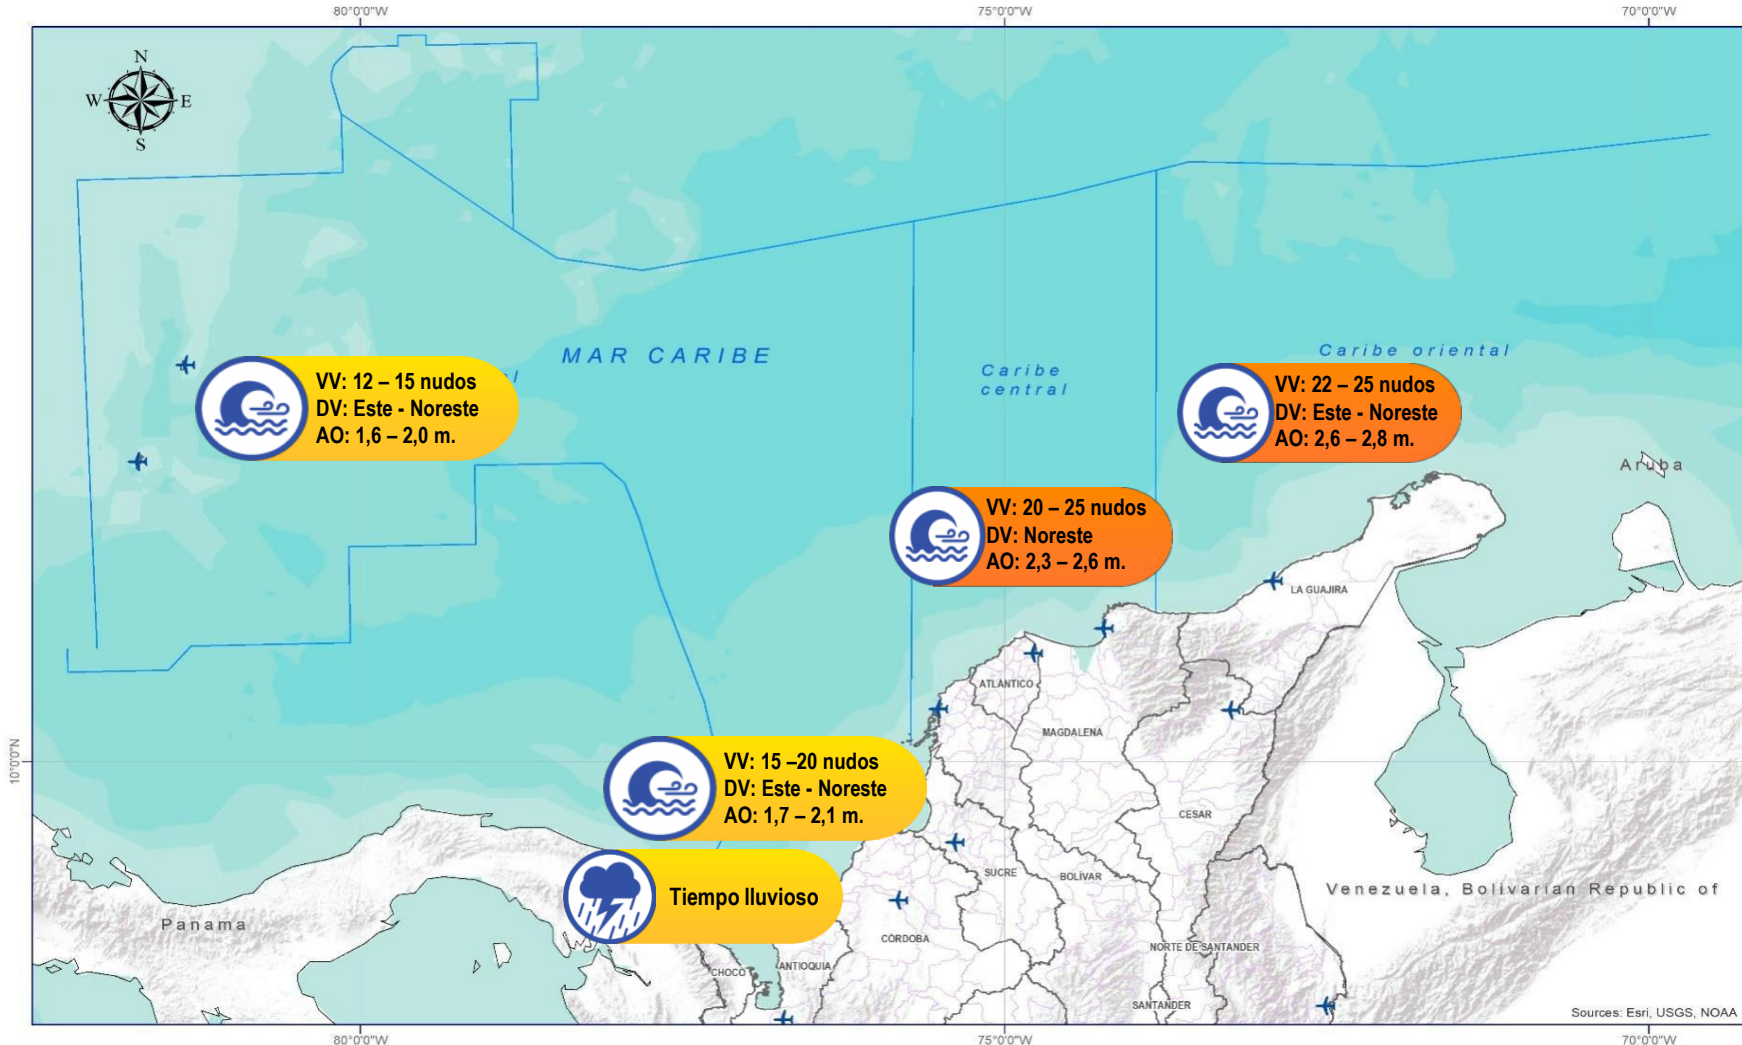 80°0'0"W
75°0'0"W
70°0'0"W
N
W
E
S
MAR CARIBE
Caribe
central
Caribe oriental
VV: 12 – 15 nudos
DV: Este - Noreste
AO: 1,6 – 2,0 m.
VV: 22 – 25 nudos
DV: Este - Noreste
AO: 2,6 – 2,8 m.
Aruba
VV: 20 – 25 nudos
DV: Noreste
AO: 2,3 – 2,6 m.
LA GUAJIRA
ATLÁNTICO
MAGDALENA
10°0'0"N
VV: 15 –20 nudos
DV: Este - Noreste
AO: 1,7 – 2,1 m.
CESAR
SUCRE
BOLÍVAR
Tiempo lluvioso
Venezuela, Bolivarian Republic of
Panama
CÓRDOBA
NORTE DE SANTANDER
CHOCÓ
ANTIOQUIA
SANTANDER
Sources: Esri, USGS, NOAA
80°0'0"W
75°0'0"W
70°0'0"W